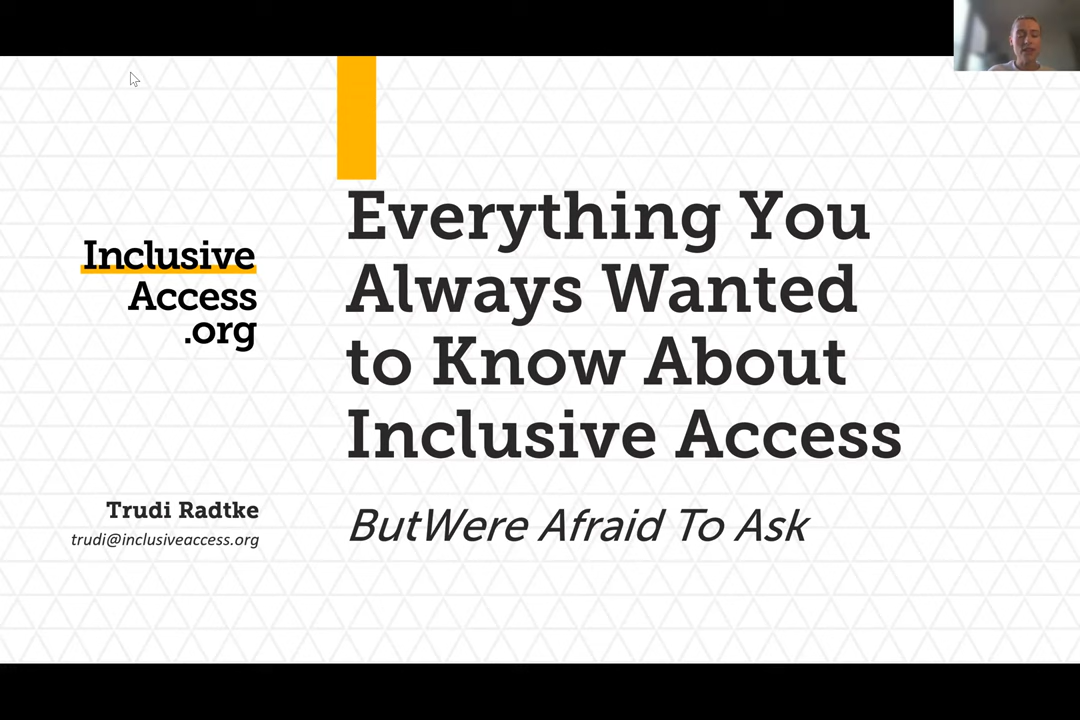 Inclusive
Access
.org
Everything You
Always Wanted
to Know About
Inclusive Access
ButWere Afraid To Ask
Trudi Radtke
trudi@inclusiveaccess.org